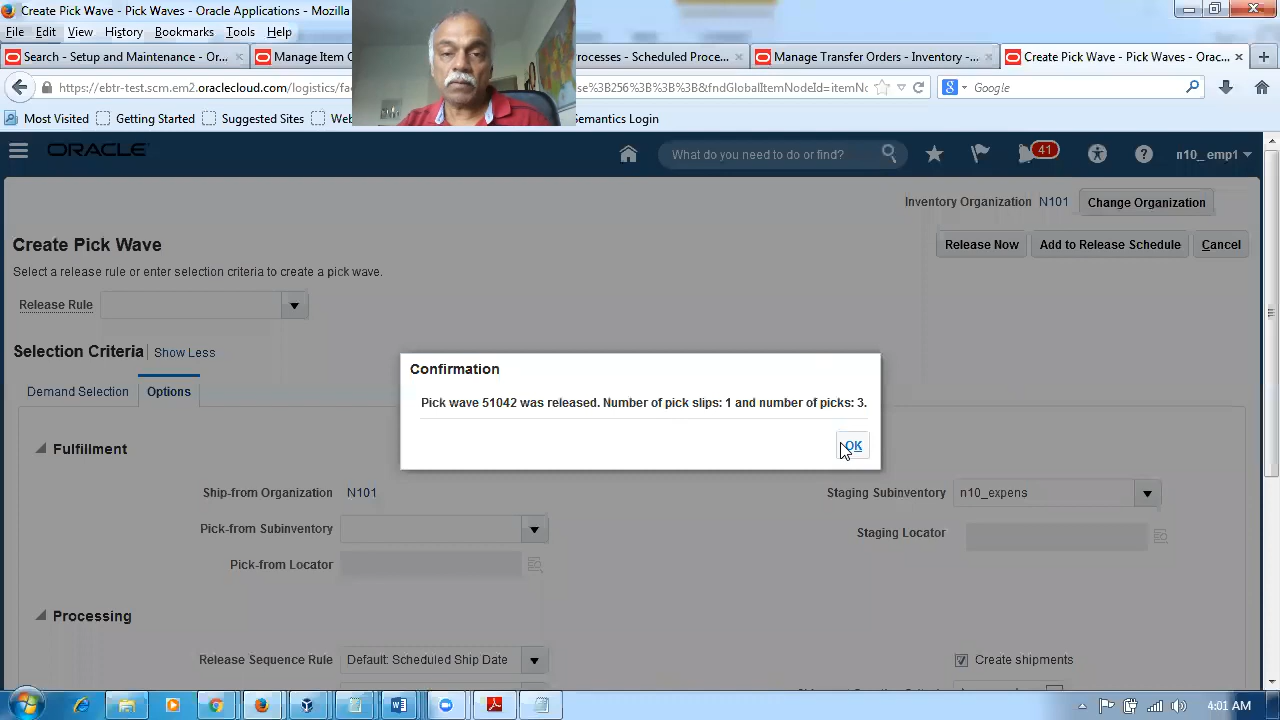 Create Pick Wave - Pick Waves - Oracle Applications - Mozilla
File Edit View History Bookmarks Tools Help
Search - Setup and Maintenance - Or...
Manage Item
Processes - Scheduled Proce...
Manage Transfer Orders - Inventory -...
Create Pick Wave - Pick Waves - Orac...
https://ebtr-test.scm.em2.oraclecloud.com/logistics/fa
se%3B256%3B%3B%3B&fndGlobalItemNodeId=itemNc
Google
Most Visited Getting Started Suggested Sites We
Semantics Login
ORACLE
What do you need to do or find?
41
n10_emp1
Inventory Organization N101 Change Organization
Create Pick Wave
Release Now Add to Release Schedule Cancel
Select a release rule or enter selection criteria to create a pick wave.
Release Rule
Selection Criteria Show Less
Demand Selection Options
Confirmation
Pick wave 51042 was released. Number of pick slips: 1 and number of picks: 3.
OK
Fulfillment
Ship-from Organization N101
Staging Subinventory n10_expens
Pick-from Subinventory
Staging Locator
Pick-from Locator
Processing
Release Sequence Rule Default: Scheduled Ship Date
Create shipments
4:01 AM